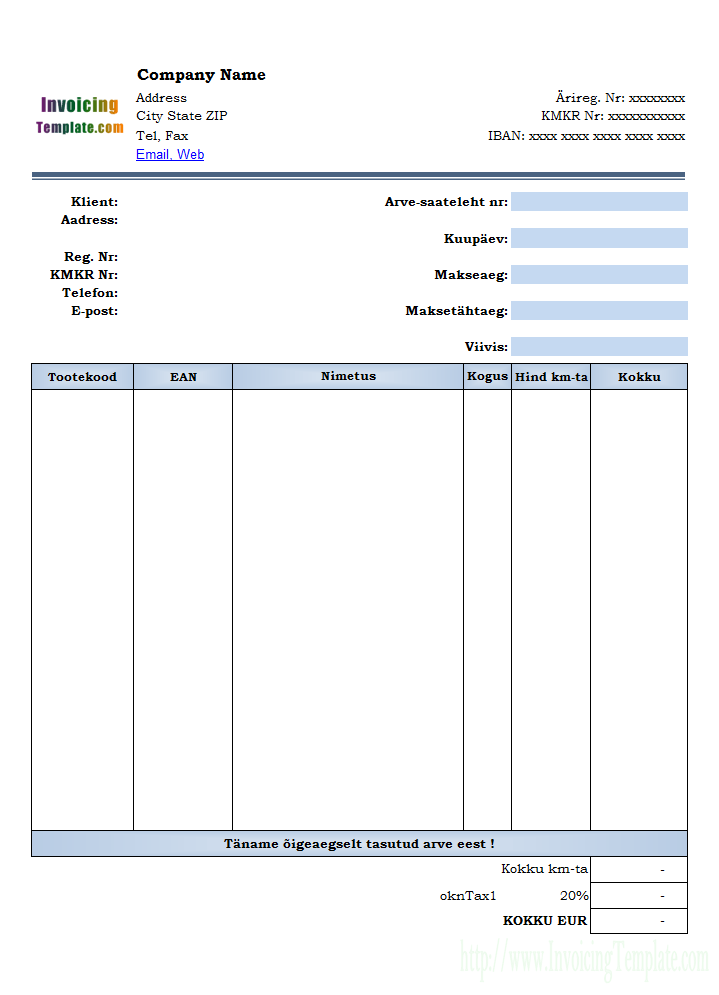 Company Name
Invoicing
Template.com
Address
City State ZIP
Tel, Fax
Email, Web
Ärireg. Nr: xxxxxxxx
KMKR Nr: xxxxxxxxxxx
IBAN: xxxx xxxx xxxx xxxx xxxx
Klient:
Aadress:
Reg. Nr:
KMKR Nr:
Telefon:
E-post:
Arve-saateleht nr:
Kuupäev:
Makseaeg:
Maksetähtaeg:
Viivis:
Tootekood EAN Nimetus Kogus Hind km-ta Kokku
Täname õigeaegselt tasutud arve eest !
Kokku km-ta -
oknTax1 20% -
KOKKU EUR -
http://www.InvoicingTemplate.com